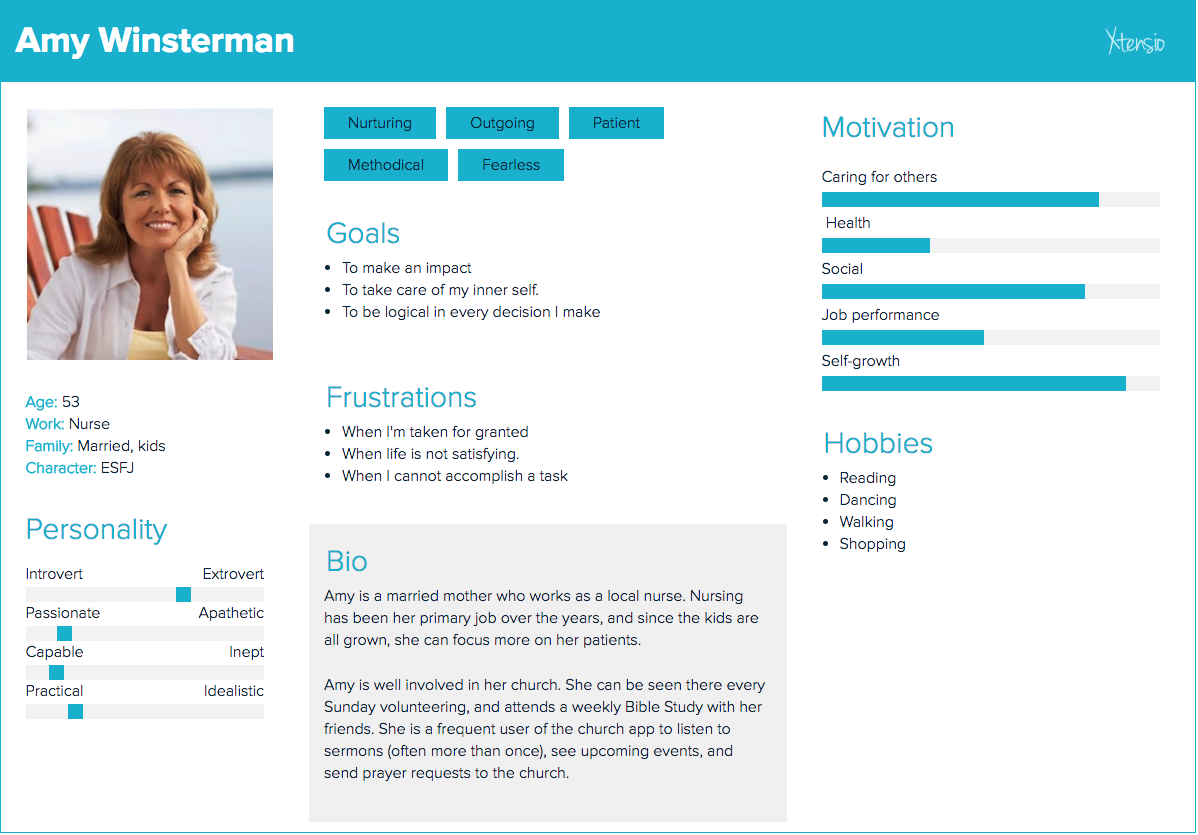 Amy Winsterman
Xtensio
Age: 53
Work: Nurse
Family: Married, kids
Character: ESFJ
Personality
Introvert Extrovert
Passionate Apathetic
Capable Inept
Practical Idealistic
Nurturing Outgoing Patient
Methodical Fearless
Goals
• To make an impact
• To take care of my inner self.
• To be logical in every decision I make
Frustrations
• When I'm taken for granted
• When life is not satisfying.
• When I cannot accomplish a task
Bio
Amy is a married mother who works as a local nurse. Nursing
has been her primary job over the years, and since the kids are
all grown, she can focus more on her patients.
Amy is well involved in her church. She can be seen there every
Sunday volunteering, and attends a weekly Bible Study with her
friends. She is a frequent user of the church app to listen to
sermons (often more than once), see upcoming events, and
send prayer requests to the church.
Motivation
Caring for others
Health
Social
Job performance
Self-growth
Hobbies
• Reading
• Dancing
• Walking
• Shopping